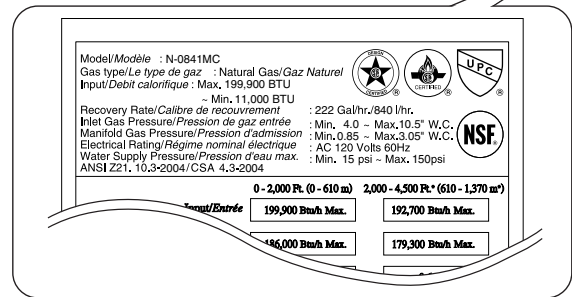 Model/Modèle : N-0841MC
Gas type/Le type de gaz : Natural Gas/Gaz Naturel
Input/Debit calorifique : Max. 199,900 BTU
~ Min. 11,000 BTU
Recovery Rate/Calibre de recouvrement : 222 Gal/hr./840 l/hr.
Inlet Gas Pressure/Pression de gaz entrée : Min. 4.0 ~ Max.10.5" W.C.
Manifold Gas Pressure/Pression d'admission : Min.0.85 ~ Max.3.05" W.C.
Electrical Rating/Régime nominal électrique : AC 120 Volts 60Hz
Water Supply Pressure/Pression d'eau max. : Min. 15 psi ~ Max. 150psi
ANSI Z21. 10.3-2004/CSA 4.3-2004
DESIGN CERTIFIED ®
CERTIFIED ®
UPC ®
NSF®
0 - 2,000 Ft. (0 - 610 m) 2,000 - 4,500 Ft.* (610 - 1,370 m*)
Input/Entrée 199,900 Btu/h Max. 192,700 Btu/h Max.
186,000 Btu/h Max. 179,300 Btu/h Max.